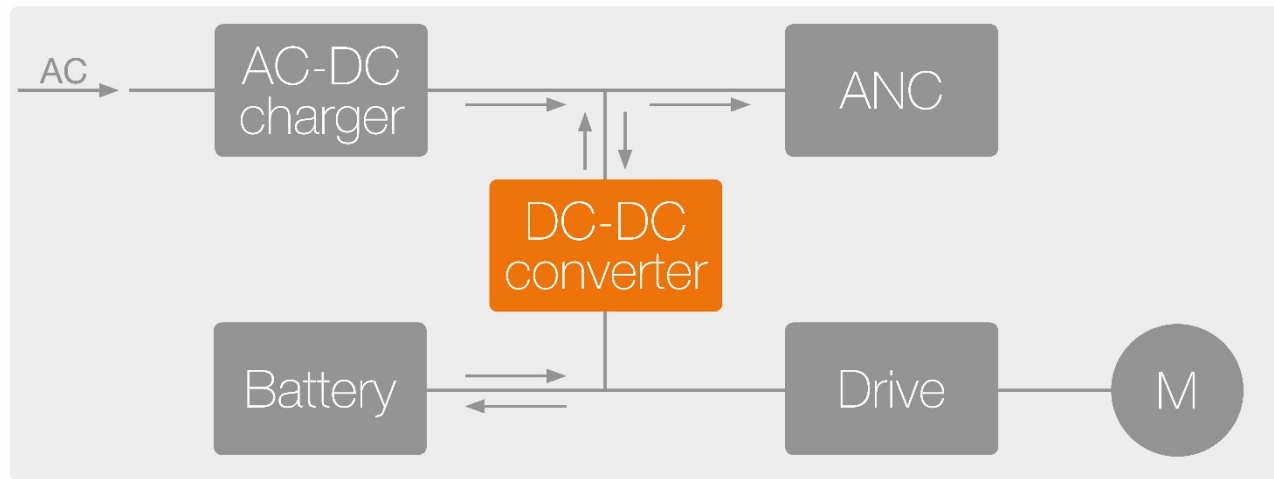 AC
AC-DC
charger
ANC
DC-DC
converter
Battery
Drive
M